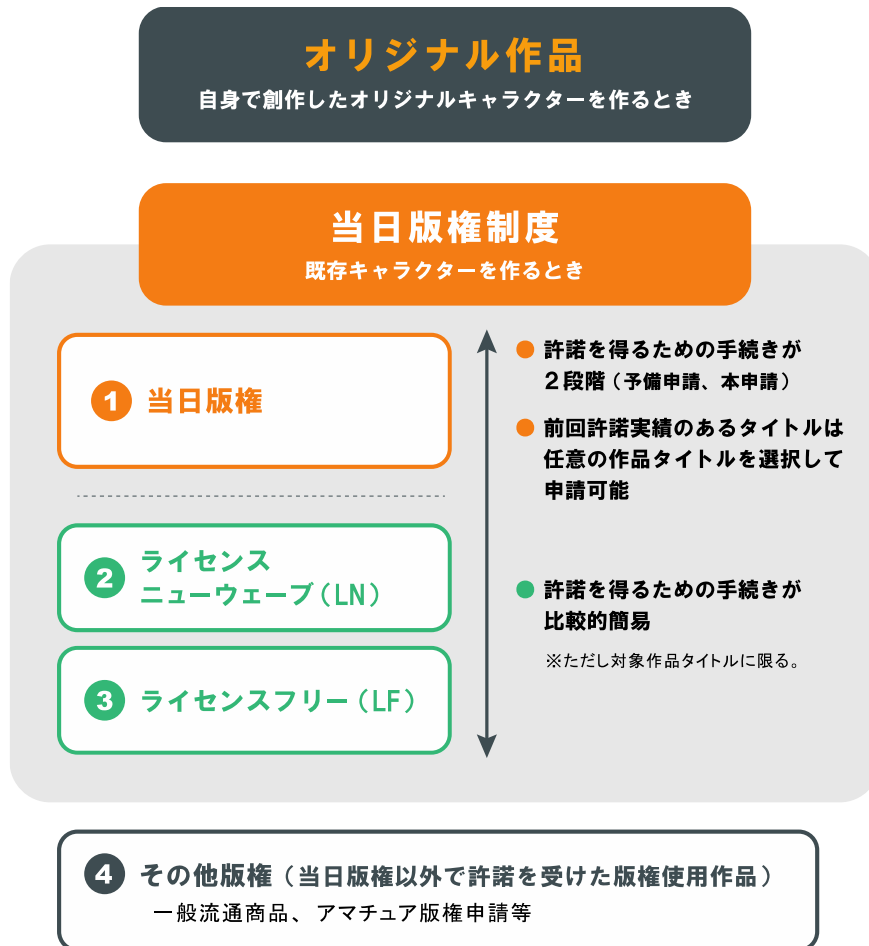 オリジナル作品
自身で創作したオリジナルキャラクターを作るとき
当日版権制度
既存キャラクターを作るとき
1 当日版権
● 許諾を得るための手続きが
2段階（予備申請、本申請）
● 前回許諾実績のあるタイトルは
任意の作品タイトルを選択して
申請可能
2 ライセンス
ニューウェーブ（LN）
● 許諾を得るための手続きが
比較的簡易
※ただし対象作品タイトルに限る。
3 ライセンスフリー（LF）
4 その他版権（当日版権以外で許諾を受けた版権使用作品）
一般流通商品、アマチュア版権申請等